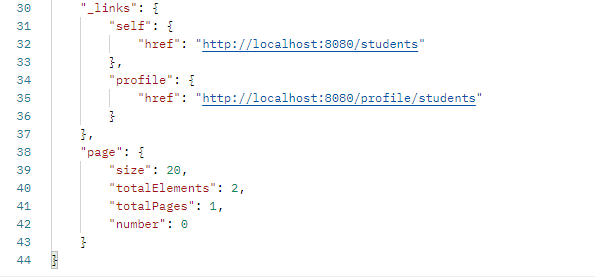 30 "_links": {
31 "self": {
32 "href": "http://localhost:8080/students"
33 },
34 "profile": {
35 "href": "http://localhost:8080/profile/students"
36 }
37 },
38 "page": {
39 "size": 20,
40 "totalElements": 2,
41 "totalPages": 1,
42 "number": 0
43 }
44 }